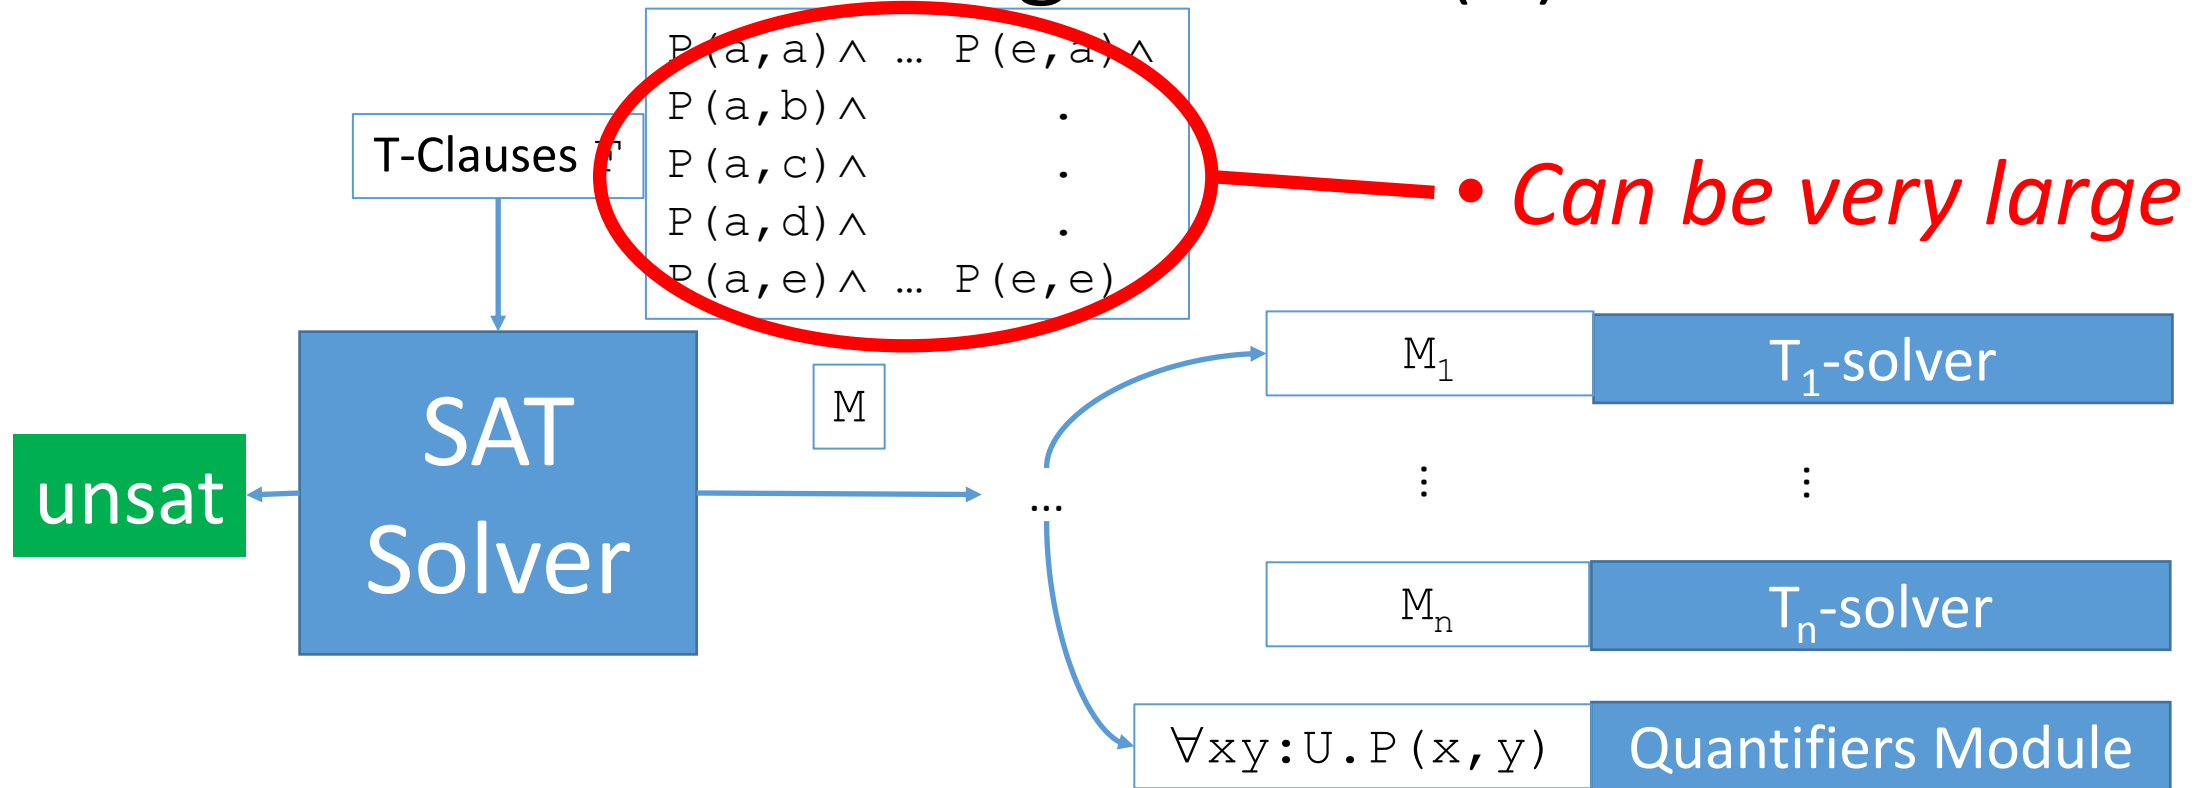 P(a,a)∧ … P(e,a)∧
P(a,b)∧ .
P(a,c)∧ .
P(a,d)∧ .
P(a,e)∧ … P(e,e)
T-Clauses F
• Can be very large
M
M₁
T₁-solver
SAT
Solver
unsat
…
⋮ ⋮
Mₙ
Tₙ-solver
∀xy:U.P(x,y)
Quantifiers Module